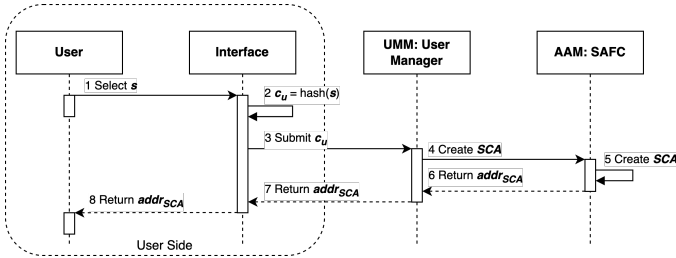 User
Interface
UMM: User
Manager
AAM: SAFC
1 Select s
2 c_u = hash(s)
3 Submit c_u
4 Create SCA
5 Create SCA
6 Return addr_SCA
7 Return addr_SCA
8 Return addr_SCA
User Side